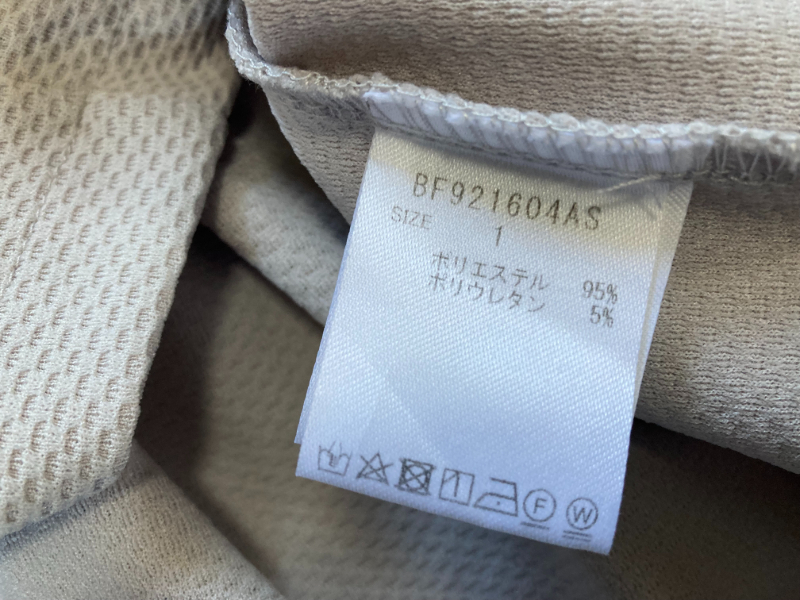 BF921604AS
SIZE 1
ポリエステル 95%
ポリウレタン 5%
F W